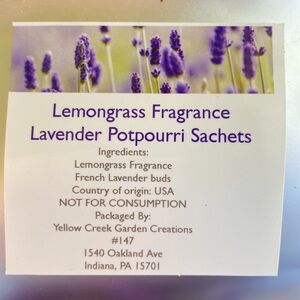 Lemongrass Fragrance
Lavender Potpourri Sachets
Ingredients:
Lemongrass Fragrance
French Lavender buds
Country of origin: USA
NOT FOR CONSUMPTION
Packaged By:
Yellow Creek Garden Creations
#147
1540 Oakland Ave
Indiana, PA 15701